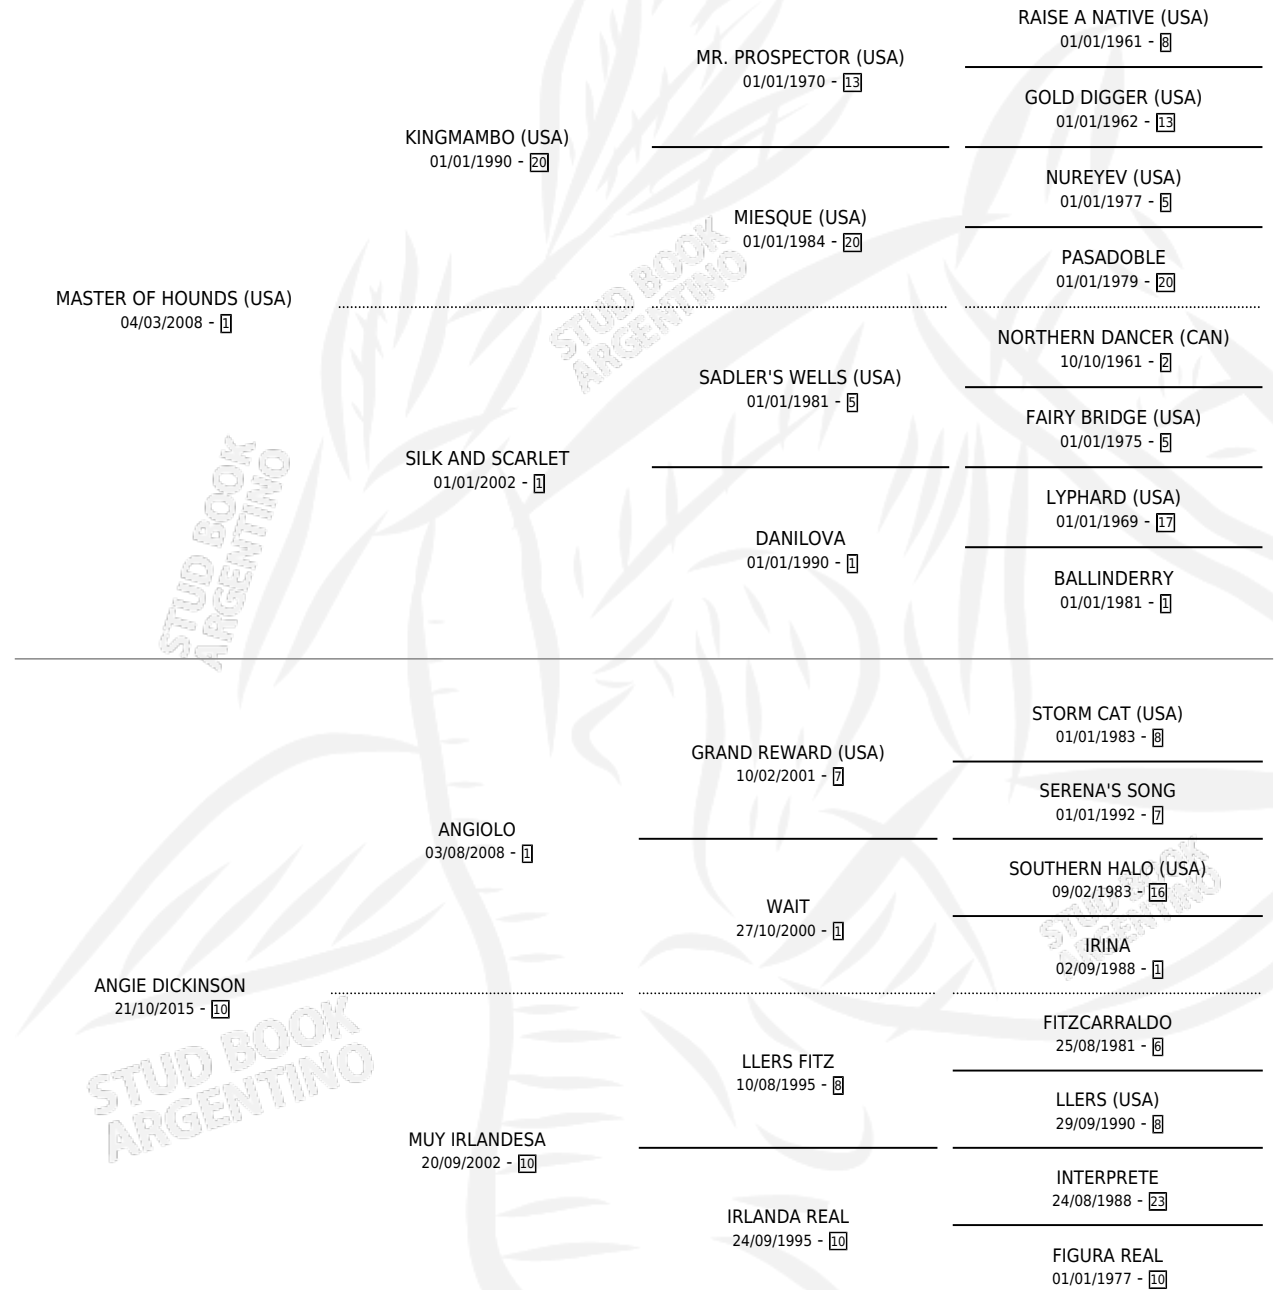 RAISE A NATIVE (USA)
01/01/1961 - 8
MR. PROSPECTOR (USA)
01/01/1970 - 13
GOLD DIGGER (USA)
01/01/1962 - 13
KINGMAMBO (USA)
01/01/1990 - 20
NUREYEV (USA)
01/01/1977 - 5
MIESQUE (USA)
01/01/1984 - 20
PASADOBLE
01/01/1979 - 20
MASTER OF HOUNDS (USA)
04/03/2008 - 1
NORTHERN DANCER (CAN)
10/10/1961 - 2
SADLER'S WELLS (USA)
01/01/1981 - 5
FAIRY BRIDGE (USA)
01/01/1975 - 5
SILK AND SCARLET
01/01/2002 - 1
LYPHARD (USA)
01/01/1969 - 17
DANILOVA
01/01/1990 - 1
BALLINDERRY
01/01/1981 - 1
STORM CAT (USA)
01/01/1983 - 8
GRAND REWARD (USA)
10/02/2001 - 7
SERENA'S SONG
01/01/1992 - 7
ANGIOLO
03/08/2008 - 1
SOUTHERN HALO (USA)
09/02/1983 - 16
WAIT
27/10/2000 - 1
IRINA
02/09/1988 - 1
ANGIE DICKINSON
21/10/2015 - 10
FITZCARRALDO
25/08/1981 - 6
LLERS FITZ
10/08/1995 - 8
LLERS (USA)
29/09/1990 - 8
MUY IRLANDESA
20/09/2002 - 10
INTERPRETE
24/08/1988 - 23
IRLANDA REAL
24/09/1995 - 10
FIGURA REAL
01/01/1977 - 10
STUD BOOK
ARGENTINO
STUD BOOK
ARGENTINO
STUD BOOK
ARGENTINO
STUD BOOK
ARGENTINO